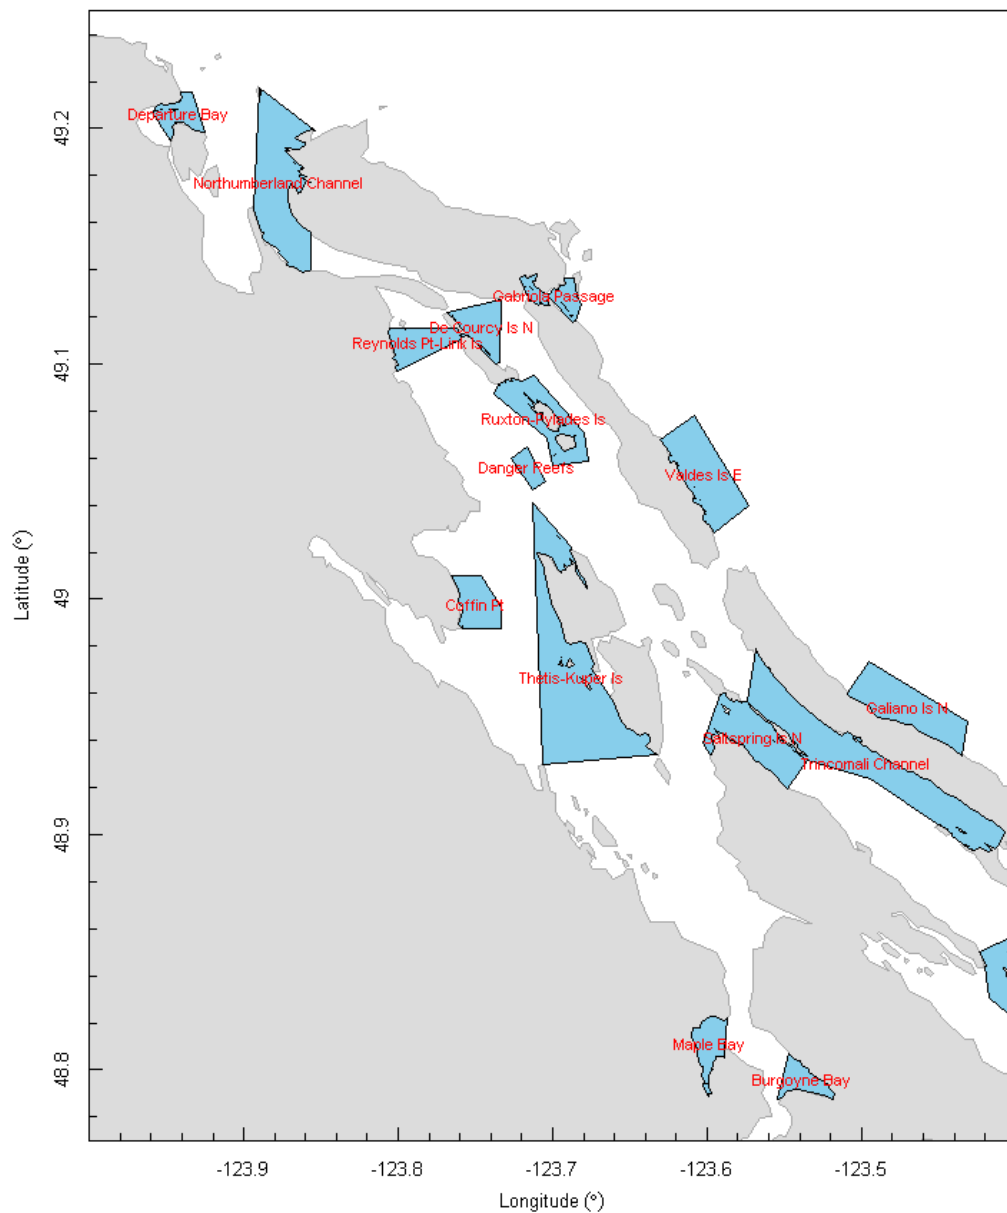 Departure Bay
49.2
Northumberland Channel
Gabriola Passage
De Courcy Is N
Reynolds Pt-Link Is
49.1
Ruxton-Pylades Is
Danger Reefs
Valdes Is E
Latitude (°)
49
Coffin Pt
Thetis-Kuper Is
Galiano Is N
Saltspring Is N
Trincomali Channel
48.9
Maple Bay
Burgoyne Bay
48.8
-123.9
-123.8
-123.7
-123.6
-123.5
Longitude (°)